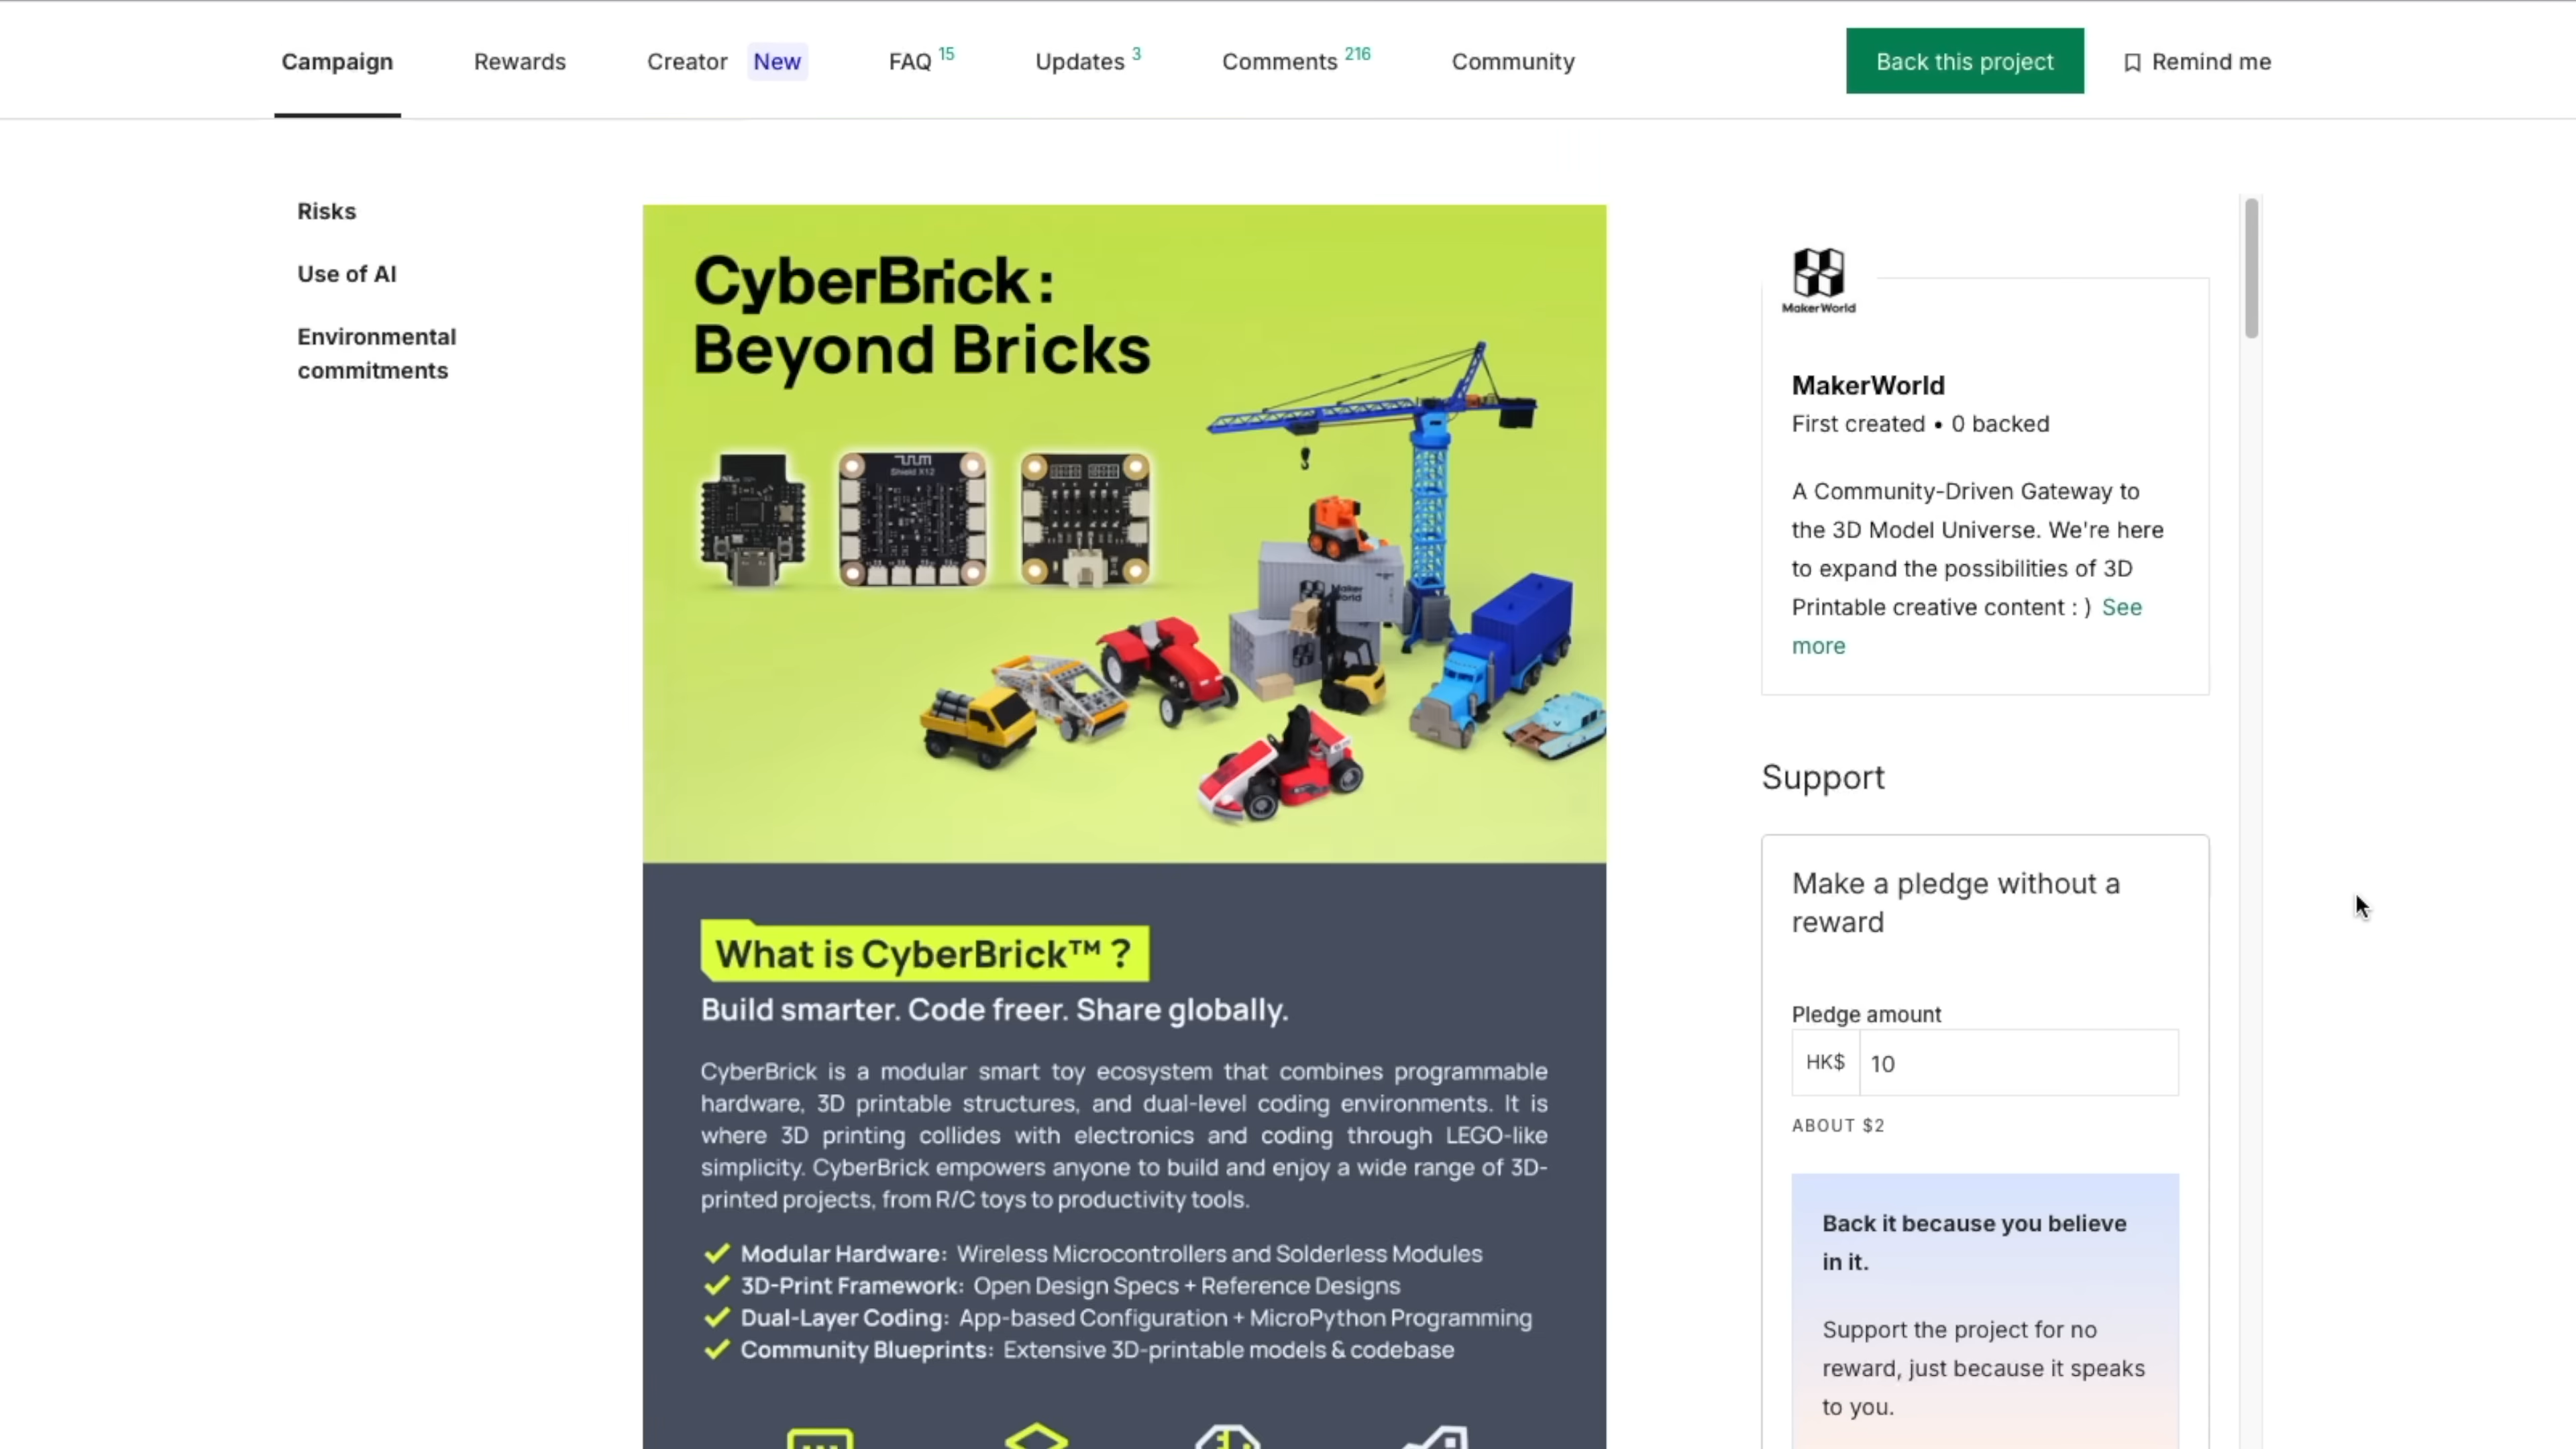 Campaign
Rewards
Creator New
FAQ 15
Updates 3
Comments 216
Community
Back this project
Remind me
Risks
Use of AI
Environmental
commitments
CyberBrick:
Beyond Bricks
Shield X12
Maker
World
MakerWorld
MakerWorld
First created • 0 backed
A Community-Driven Gateway to
the 3D Model Universe. We're here
to expand the possibilities of 3D
Printable creative content : ) See
more
Support
Make a pledge without a
reward
Pledge amount
HK$ 10
ABOUT $2
Back it because you believe
in it.
Support the project for no
reward, just because it speaks
to you.
What is CyberBrick™ ?
Build smarter. Code freer. Share globally.
CyberBrick is a modular smart toy ecosystem that combines programmable
hardware, 3D printable structures, and dual-level coding environments. It is
where 3D printing collides with electronics and coding through LEGO-like
simplicity. CyberBrick empowers anyone to build and enjoy a wide range of 3D-
printed projects, from R/C toys to productivity tools.
Modular Hardware: Wireless Microcontrollers and Solderless Modules
3D-Print Framework: Open Design Specs + Reference Designs
Dual-Layer Coding: App-based Configuration + MicroPython Programming
Community Blueprints: Extensive 3D-printable models & codebase